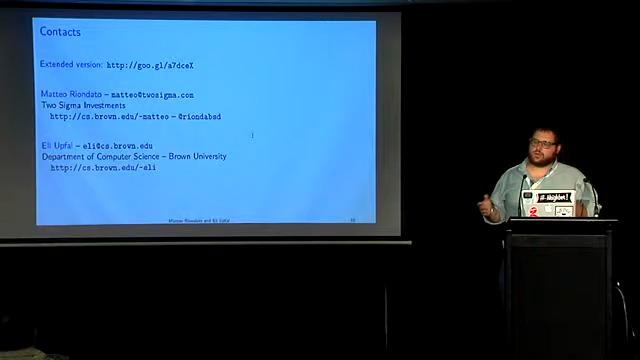 Contacts
Extended version: http://goo.gl/a7dceX
Matteo Riondato – matteo@twosigma.com
Two Sigma Investments
http://cs.brown.edu/~matteo – @riondabsd
Eli Upfal – eli@cs.brown.edu
Department of Computer Science – Brown University
http://cs.brown.edu/~eli
Matteo Riondato and Eli Upfal